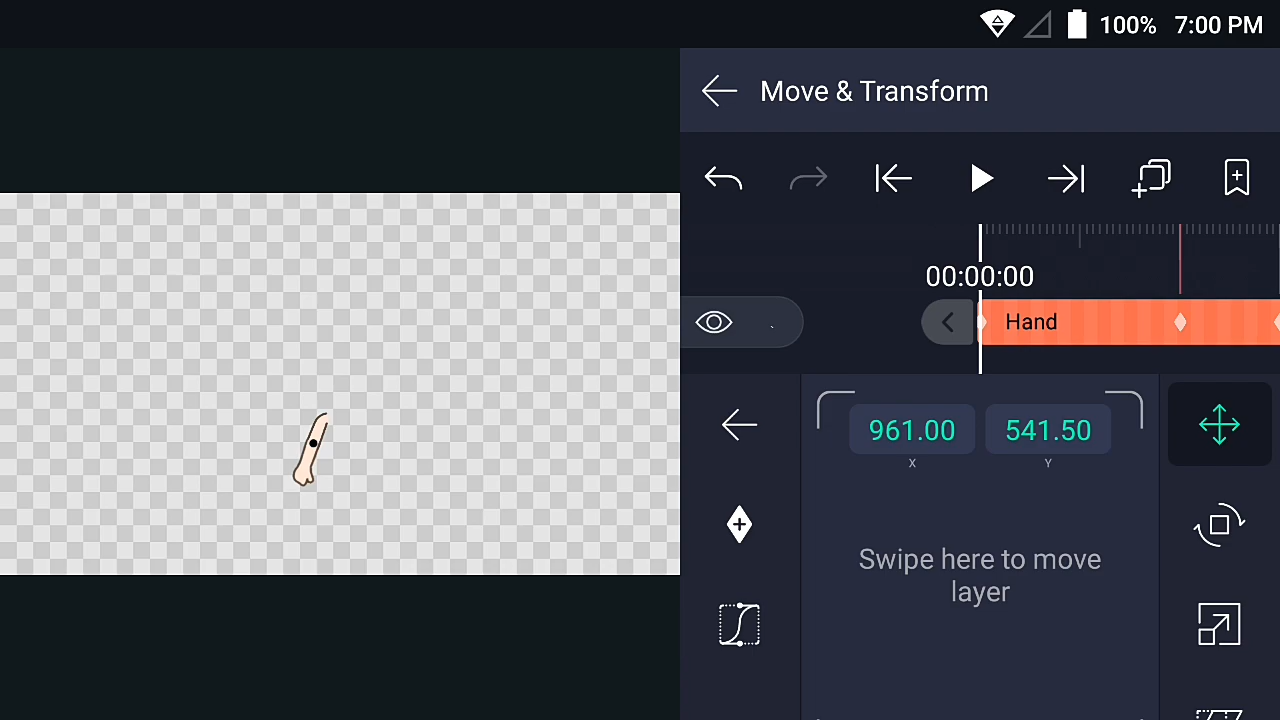 100% 7:00 PM
Move & Transform
00:00:00
Hand
961.00 541.50
X Y
Swipe here to move
layer